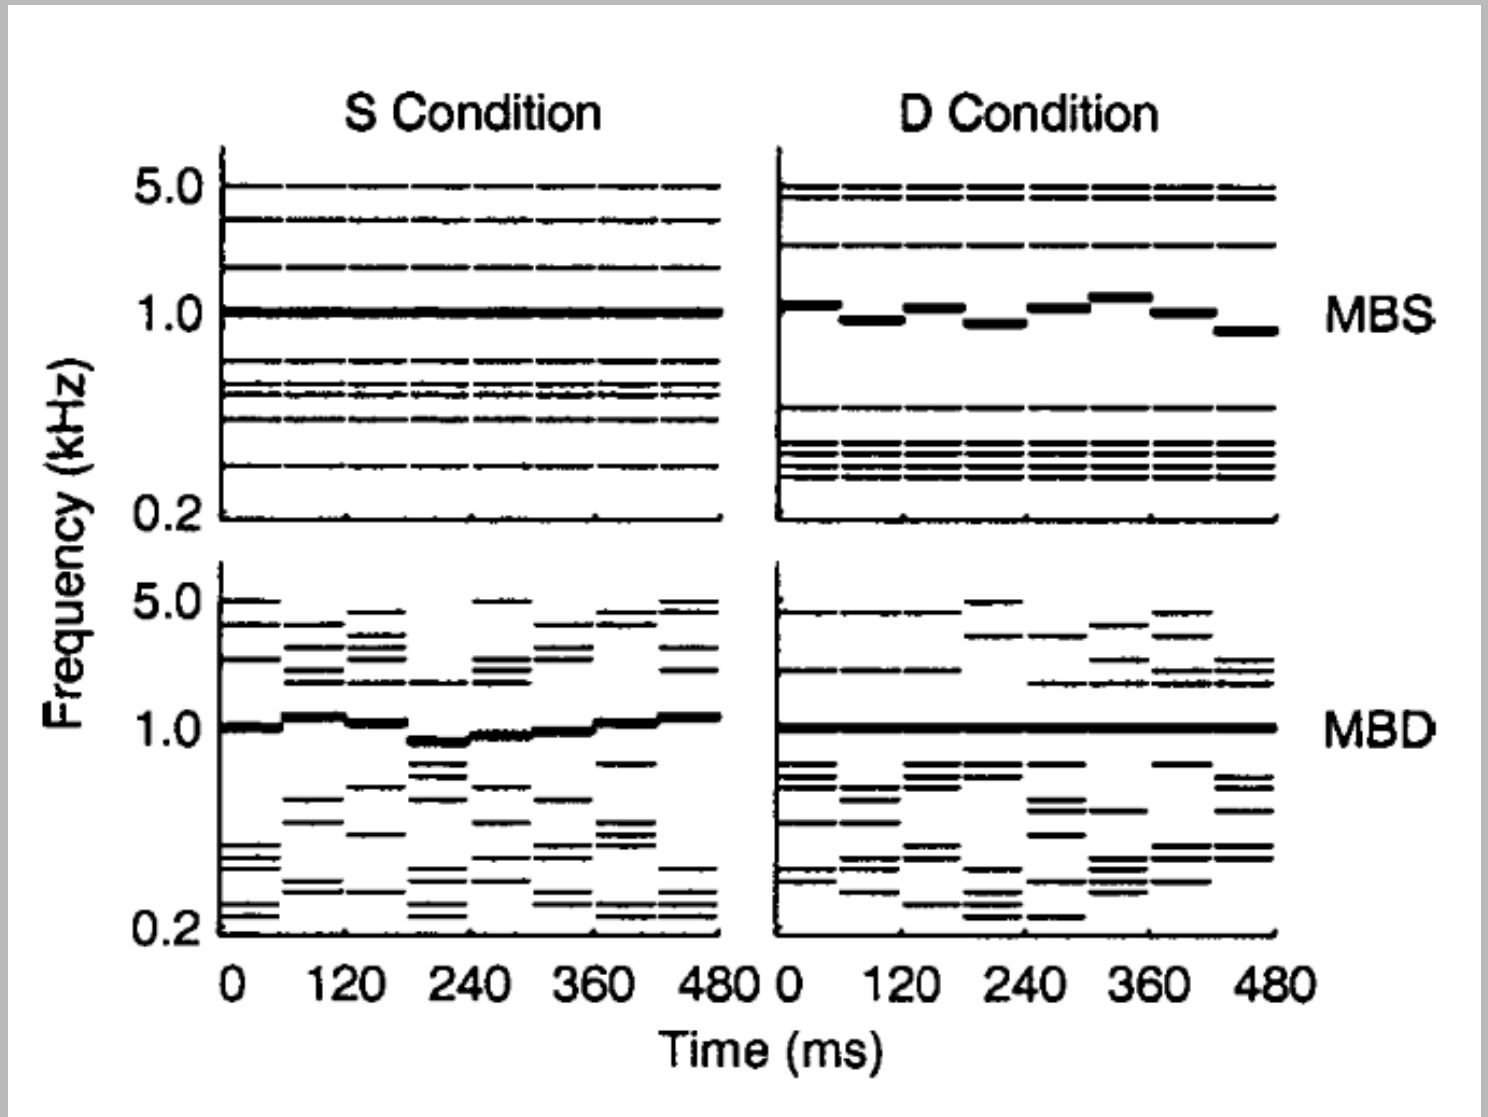 S Condition
D Condition
5.0
1.0
0.2
MBS
Frequency (kHz)
5.0
1.0
0.2
MBD
0 120 240 360 480
0 120 240 360 480
Time (ms)